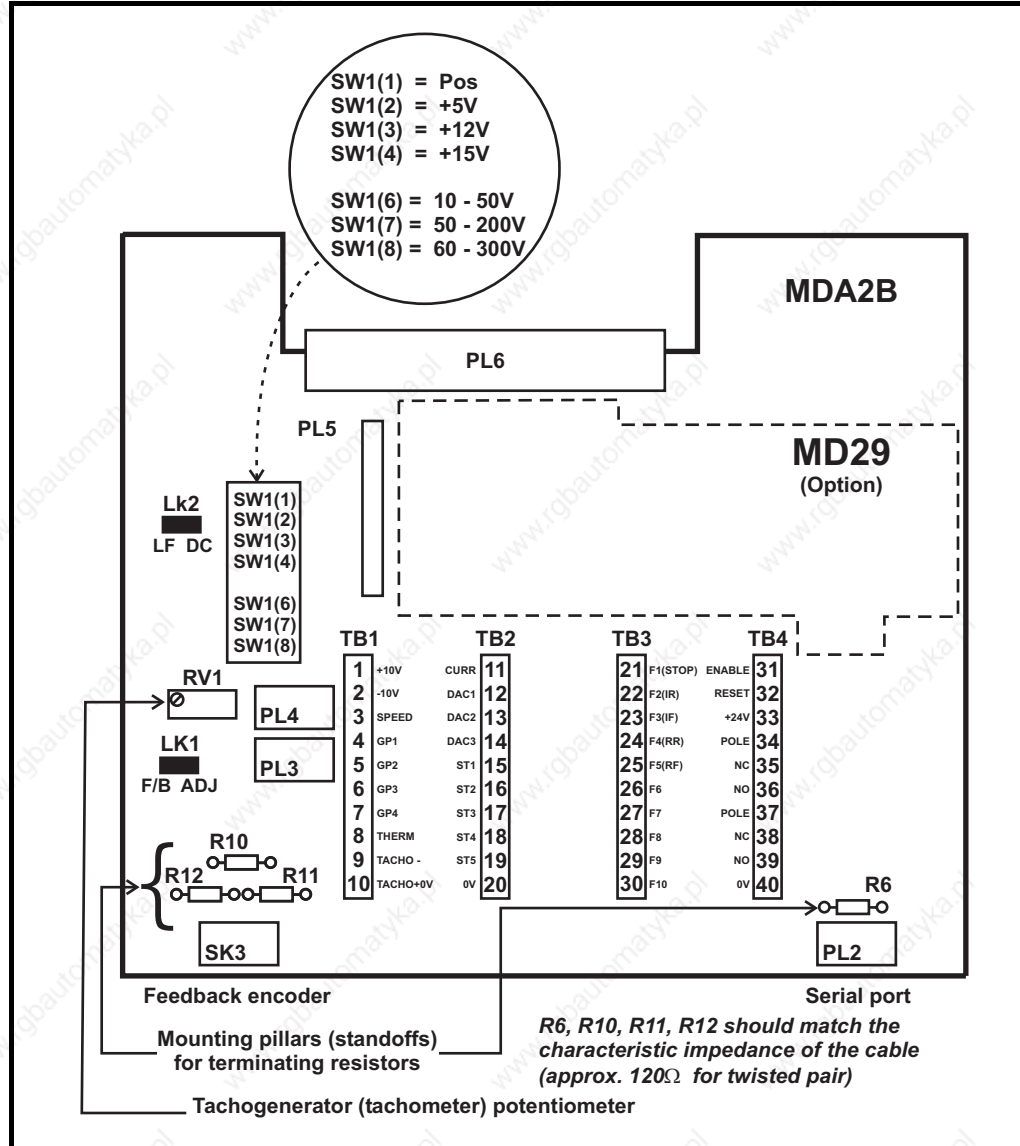 SW1(1) = Pos
SW1(2) = +5V
SW1(3) = +12V
SW1(4) = +15V
SW1(6) = 10 - 50V
SW1(7) = 50 - 200V
SW1(8) = 60 - 300V
MDA2B
PL6
PL5
MD29
(Option)
Lk2
LF DC
SW1(1)
SW1(2)
SW1(3)
SW1(4)
SW1(6)
SW1(7)
SW1(8)
RV1
PL4
LK1
F/B ADJ
PL3
TB1
1 +10V
2 -10V
3 SPEED
4 GP1
5 GP2
6 GP3
7 GP4
8 THERM
9 TACHO -
10 TACHO+0V
TB2
CURR 11
DAC1 12
DAC2 13
DAC3 14
ST1 15
ST2 16
ST3 17
ST4 18
ST5 19
0V 20
TB3
21 F1(STOP)
22 F2(IR)
23 F3(IF)
24 F4(RR)
25 F5(RF)
26 F6
27 F7
28 F8
29 F9
30 F10
TB4
ENABLE 31
RESET 32
+24V 33
POLE 34
NC 35
NO 36
POLE 37
NC 38
NO 39
0V 40
R10
R12 R11
SK3
R6
PL2
Feedback encoder
Serial port
Mounting pillars (standoffs)
for terminating resistors
R6, R10, R11, R12 should match the
characteristic impedance of the cable
(approx. 120Ω for twisted pair)
Tachogenerator (tachometer) potentiometer
www.rgbautomatyka.pl